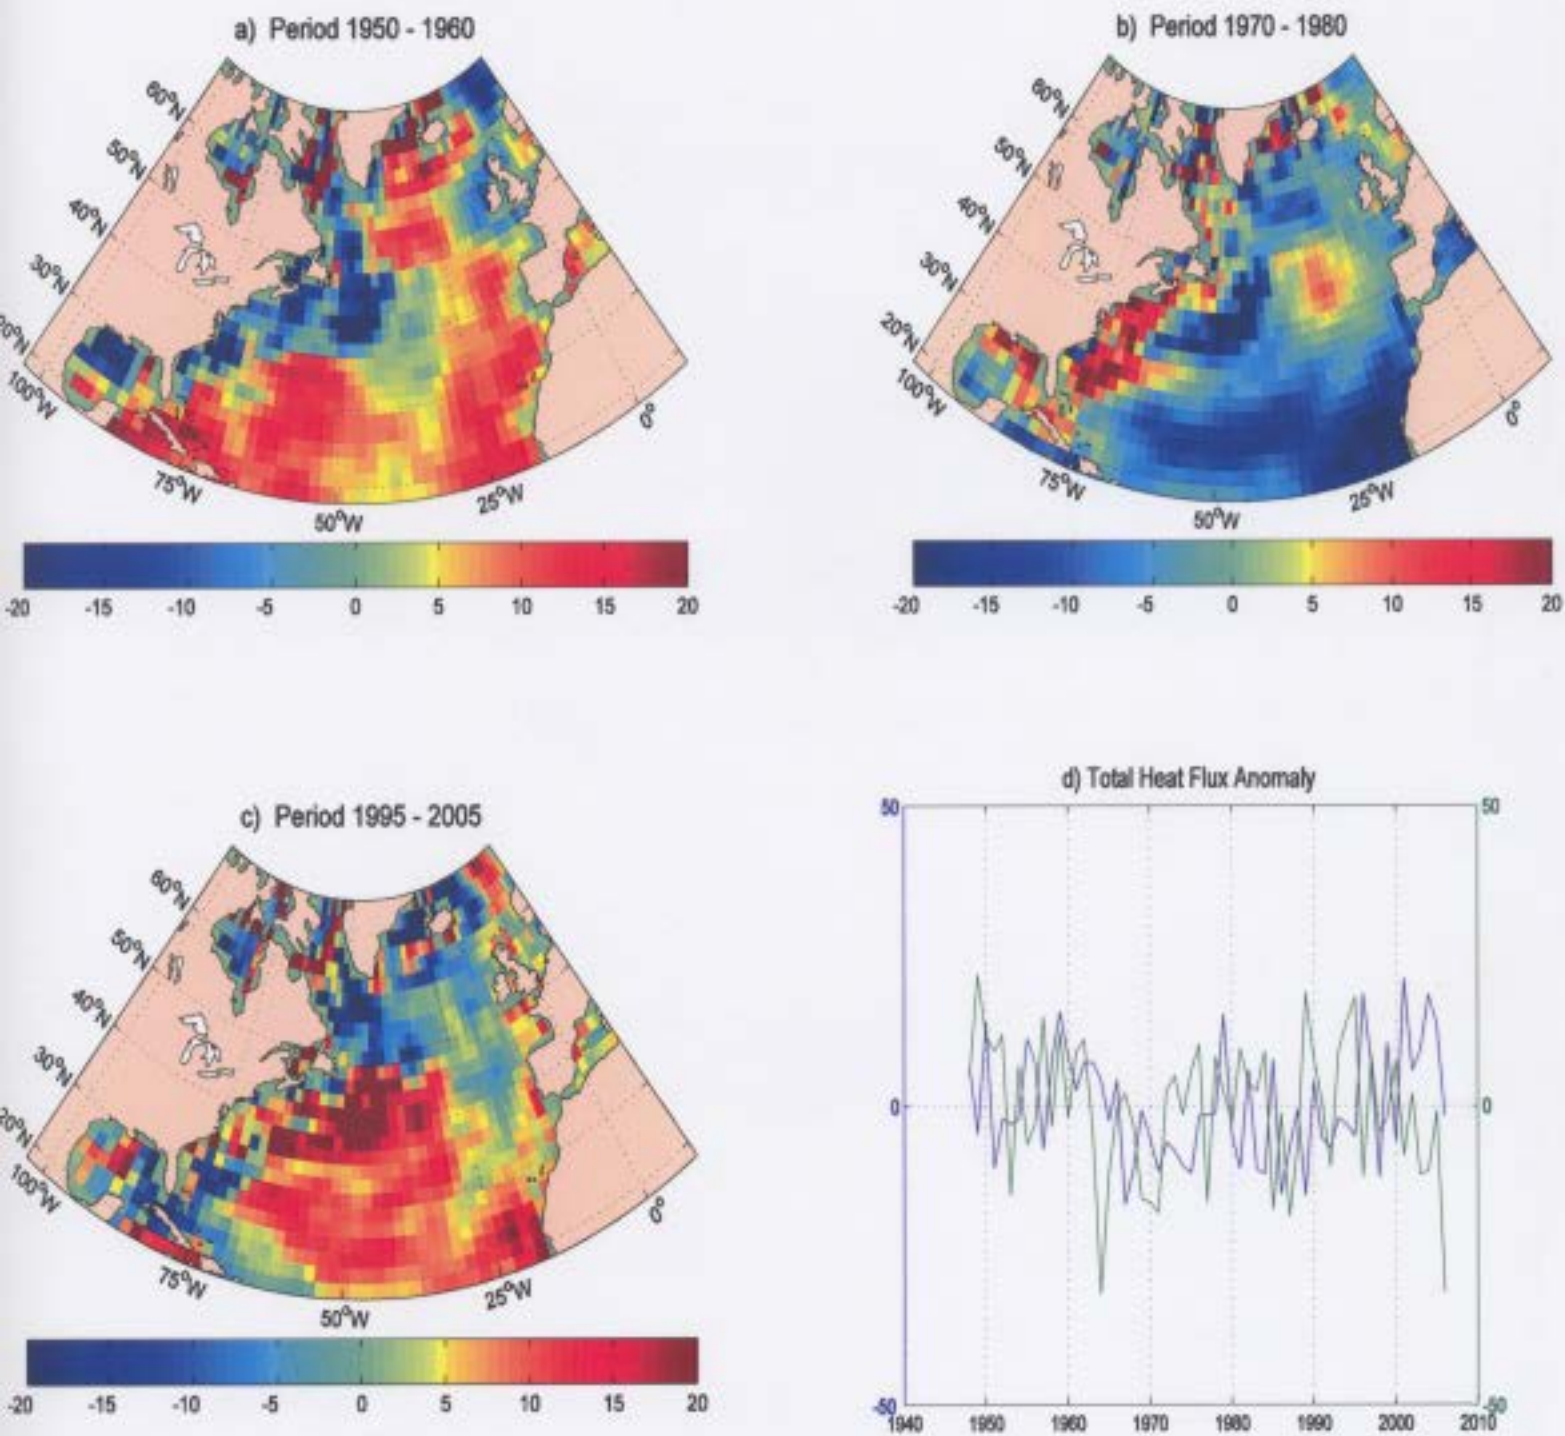 a) Period 1950 - 1960
60°N
50°N
40°N
30°N
20°N
100°W
75°W
50°W
25°W
0°
-20 -15 -10 -5 0 5 10 15 20
b) Period 1970 - 1980
60°N
50°N
40°N
30°N
20°N
100°W
75°W
50°W
25°W
0°
-20 -15 -10 -5 0 5 10 15 20
c) Period 1995 - 2005
60°N
50°N
40°N
30°N
20°N
100°W
75°W
50°W
25°W
0°
-20 -15 -10 -5 0 5 10 15 20
d) Total Heat Flux Anomaly
50 50
0 0
-50 -50
1940 1950 1960 1970 1980 1990 2000 2010